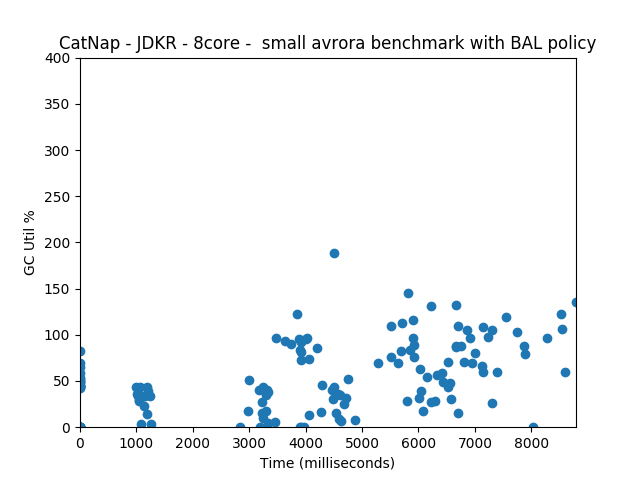 CatNap - JDKR - 8core -  small avrora benchmark with BAL policy
400
350
300
250
200
150
100
50
0
GC Util %
0 1000 2000 3000 4000 5000 6000 7000 8000
Time (milliseconds)